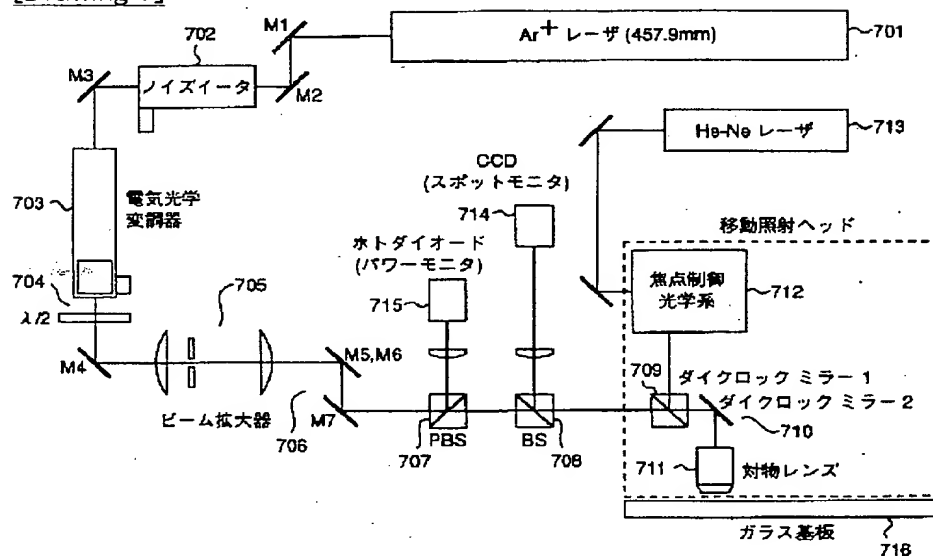 702
M1
Ar+ レーザ (457.9mm)
701
M3
ノイズイータ
M2
He-Ne レーザ
713
CCD
(スポットモニタ)
703
電気光学
変調器
714
移動照射ヘッド
ホトダイオード
(パワーモニタ)
焦点制御
光学系
712
704
705
715
λ/2
M4
M5,M6
709
ダイクロック ミラー 1
ダイクロック ミラー 2
ビーム拡大器
706
M7
PBS
BS
710
707
708
711
対物レンズ
ガラス基板
716